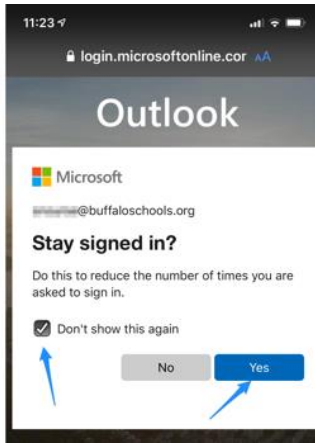 11:23
login.microsoftonline.cor AA
Outlook
Microsoft
@buffaloschools.org
Stay signed in?
Do this to reduce the number of times you are
asked to sign in.
Don't show this again
No Yes